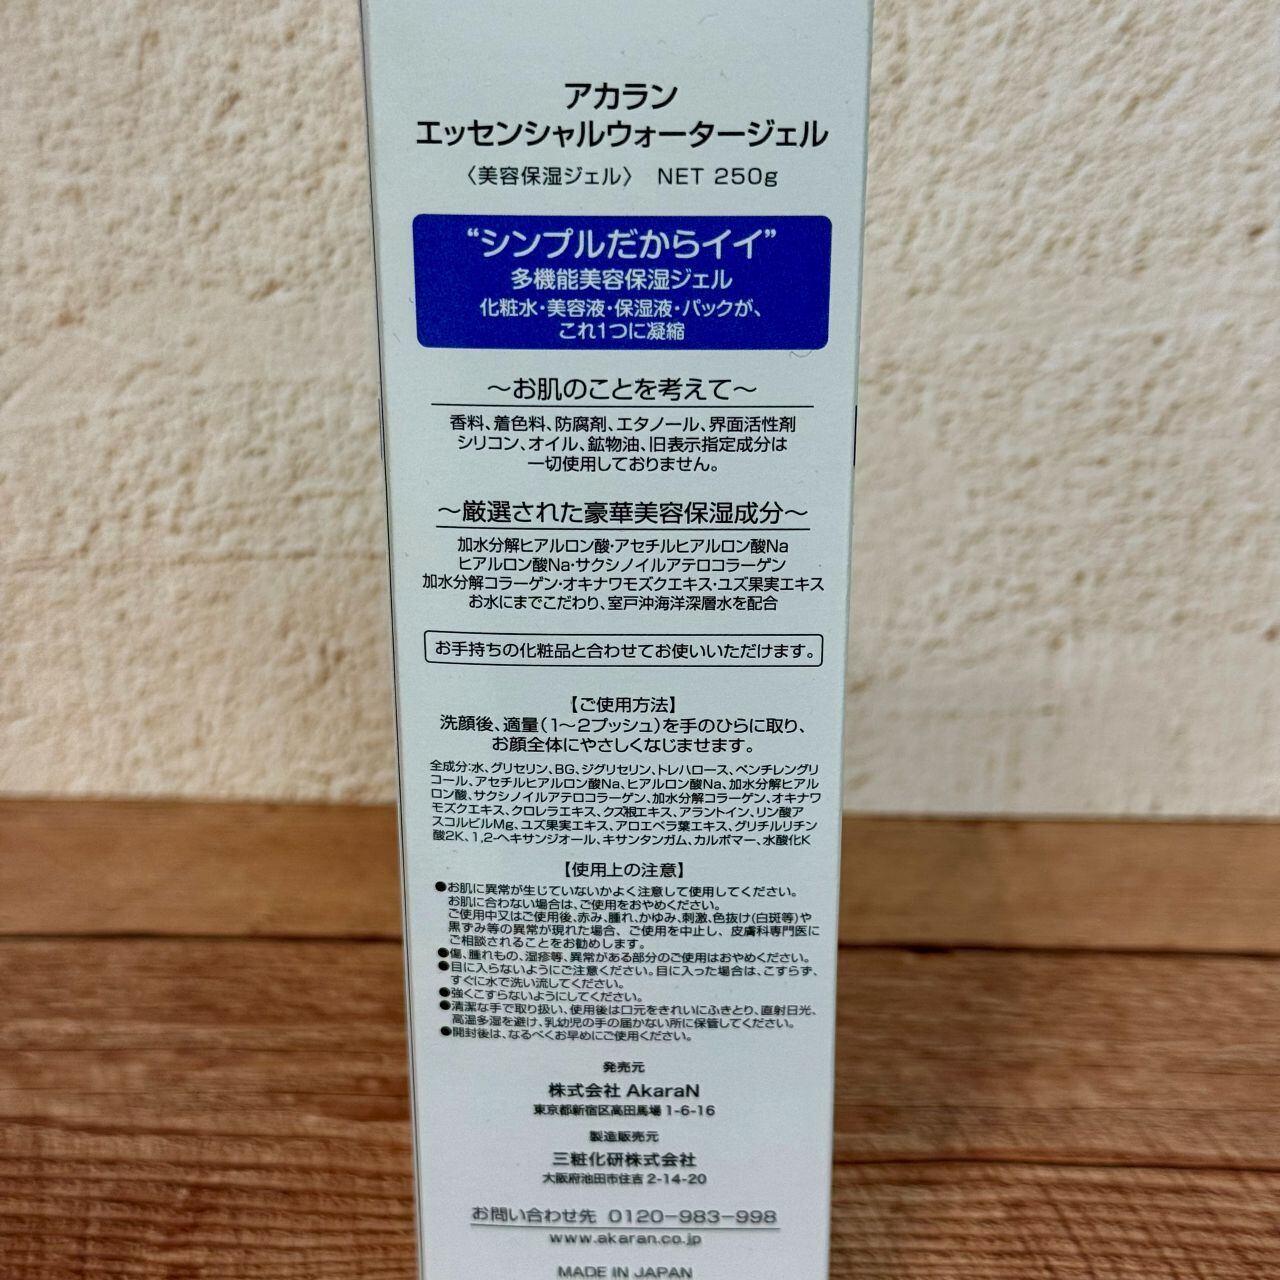 アカラン
エッセンシャルウォータージェル
〈美容保湿ジェル〉 NET 250g
“シンプルだからイイ”
多機能美容保湿ジェル
化粧水・美容液・保湿液・パックが、
これ1つに凝縮
～お肌のことを考えて～
香料、着色料、防腐剤、エタノール、界面活性剤
シリコン、オイル、鉱物油、旧表示指定成分は
一切使用しておりません。
～厳選された豪華美容保湿成分～
加水分解ヒアルロン酸・アセチルヒアルロン酸Na
ヒアルロン酸Na・サクシノイルアテロコラーゲン
加水分解コラーゲン・オキナワモズクエキス・ユズ果実エキス
お水にまでこだわり、室戸沖海洋深層水を配合
お手持ちの化粧品と合わせてお使いいただけます。
【ご使用方法】
洗顔後、適量（1～2プッシュ）を手のひらに取り、
お顔全体にやさしくなじませます。
全成分:水、グリセリン、BG、ジグリセリン、トレハロース、ペンチレングリ
コール、アセチルヒアルロン酸Na、ヒアルロン酸Na、加水分解ヒアル
ロン酸、サクシノイルアテロコラーゲン、加水分解コラーゲン、オキナワ
モズクエキス、クロレラエキス、クズ根エキス、アラントイン、リン酸ア
スコルビルMg、ユズ果実エキス、アロエベラ葉エキス、グリチルリチン
酸2K、1,2-ヘキサンジオール、キサンタンガム、カルボマー、水酸化K
【使用上の注意】
●お肌に異常が生じていないかよく注意して使用してください。
お肌に合わない場合は、ご使用をおやめください。
ご使用中又はご使用後、赤み、腫れ、かゆみ、刺激、色抜け(白斑等)や
黒ずみ等の異常が現れた場合、ご使用を中止し、皮膚科専門医に
ご相談されることをお勧めします。
●傷、腫れもの、湿疹等、異常がある部分のご使用はおやめください。
●目に入らないようにご注意ください。目に入った場合は、こすらず、
すぐに水で洗い流してください。
●強くこすらないようにしてください。
●清潔な手で取り扱い、使用後は口元をきれいにふきとり、直射日光、
高温多湿を避け、乳幼児の手の届かない所に保管してください。
●開封後は、なるべくお早めにご使用ください。
発売元
株式会社 AkaraN
東京都新宿区高田馬場 1-6-16
製造販売元
三粧化研株式会社
大阪府池田市住吉 2-14-20
お問い合わせ先 0120-983-998
www.akaran.co.jp
MADE IN JAPAN